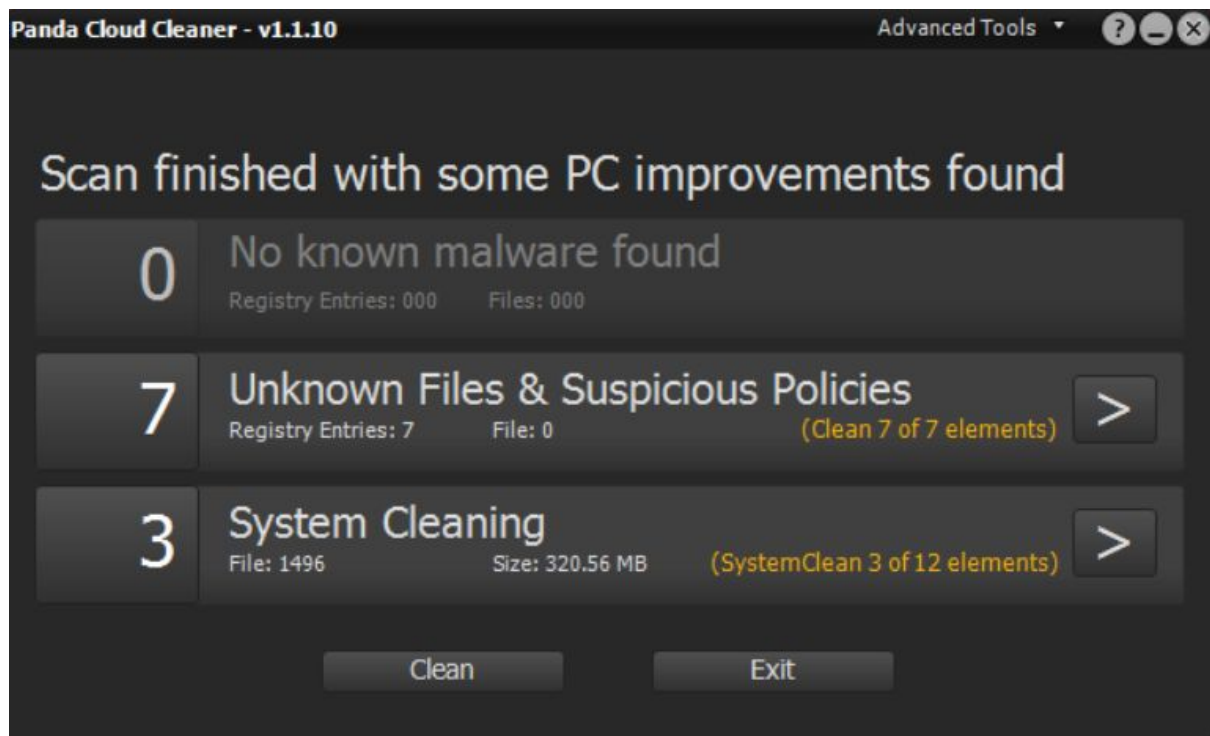 Panda Cloud Cleaner - v1.1.10
Advanced Tools
?
Scan finished with some PC improvements found
0
No known malware found
Registry Entries: 000 Files: 000
7
Unknown Files & Suspicious Policies
Registry Entries: 7 File: 0 (Clean 7 of 7 elements)
>
3
System Cleaning
File: 1496 Size: 320.56 MB (SystemClean 3 of 12 elements)
>
Clean
Exit